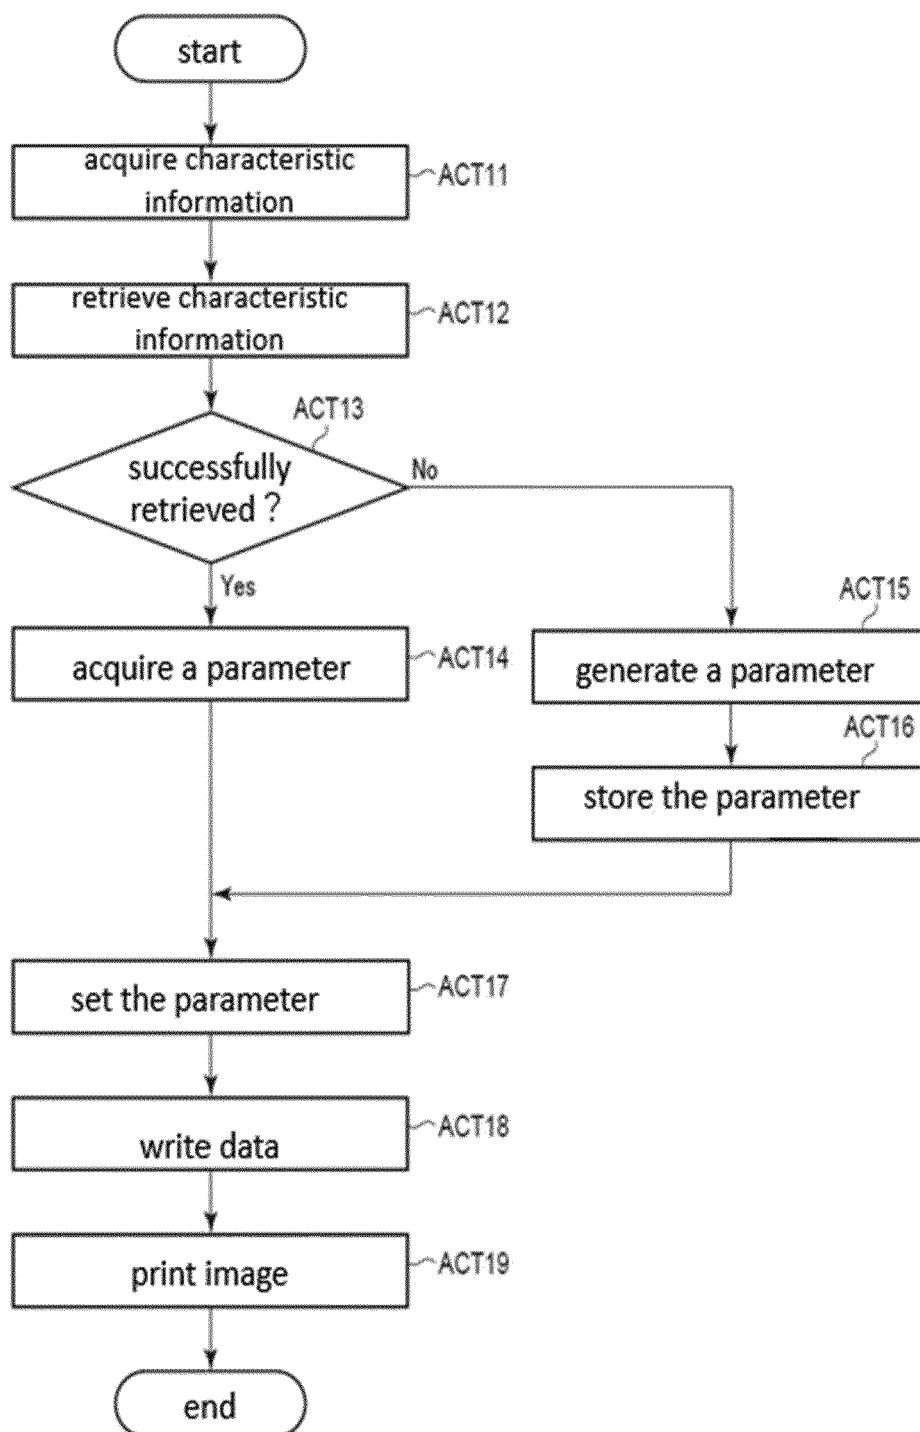 start
acquire characteristic
information
ACT11
retrieve characteristic
information
ACT12
ACT13
successfully
retrieved ?
No
Yes
ACT15
acquire a parameter
ACT14
generate a parameter
ACT16
store the parameter
set the parameter
ACT17
write data
ACT18
print image
ACT19
end